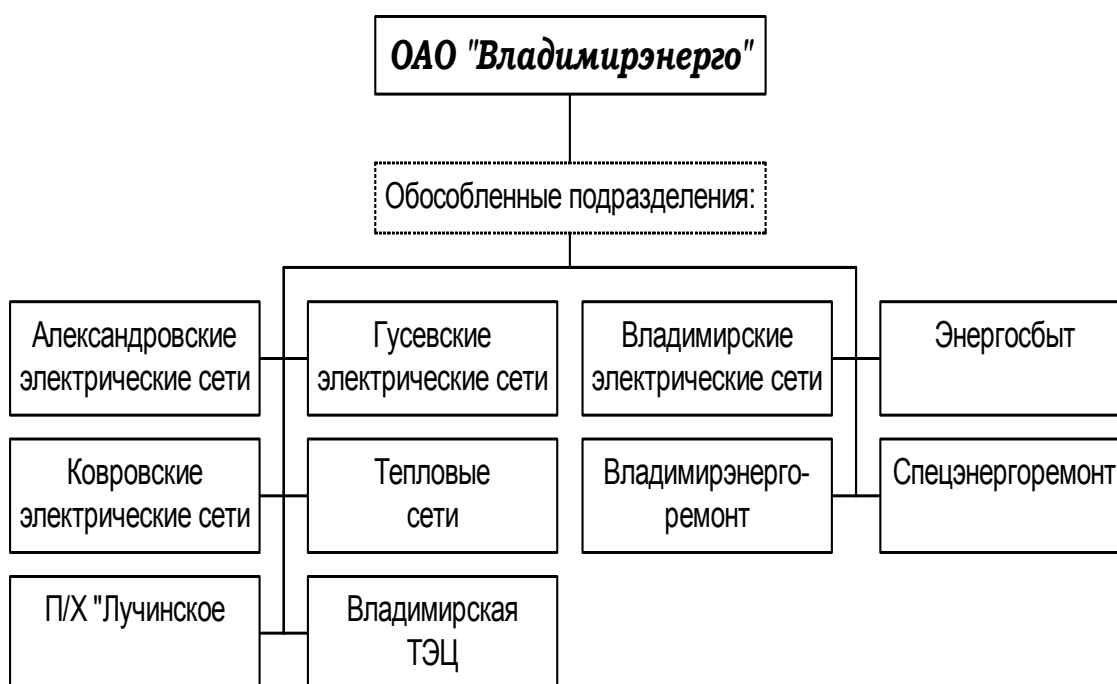 ОАО "Владимирэнерго"
Обособленные подразделения:
Александровские
электрические сети
Гусевские
электрические сети
Владимирские
электрические сети
Энергосбыт
Ковровские
электрические сети
Тепловые
сети
Владимирэнерго-
ремонт
Спецэнергоремонт
П/Х "Лучинское
Владимирская
ТЭЦ